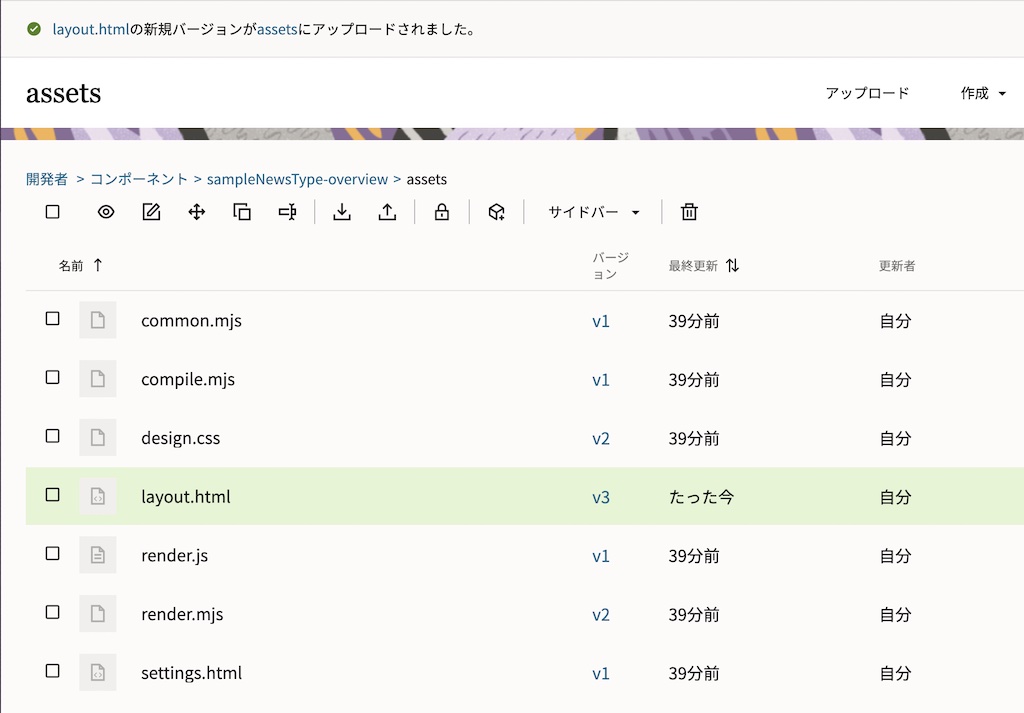 layout.htmlの新規バージョンがassetsにアップロードされました。
assets
アップロード 作成
開発者 > コンポーネント > sampleNewsType-overview > assets
サイドバー
名前 バージョン 最終更新 更新者
common.mjs v1 39分前 自分
compile.mjs v1 39分前 自分
design.css v2 39分前 自分
layout.html v3 たった今 自分
render.js v1 39分前 自分
render.mjs v2 39分前 自分
settings.html v1 39分前 自分